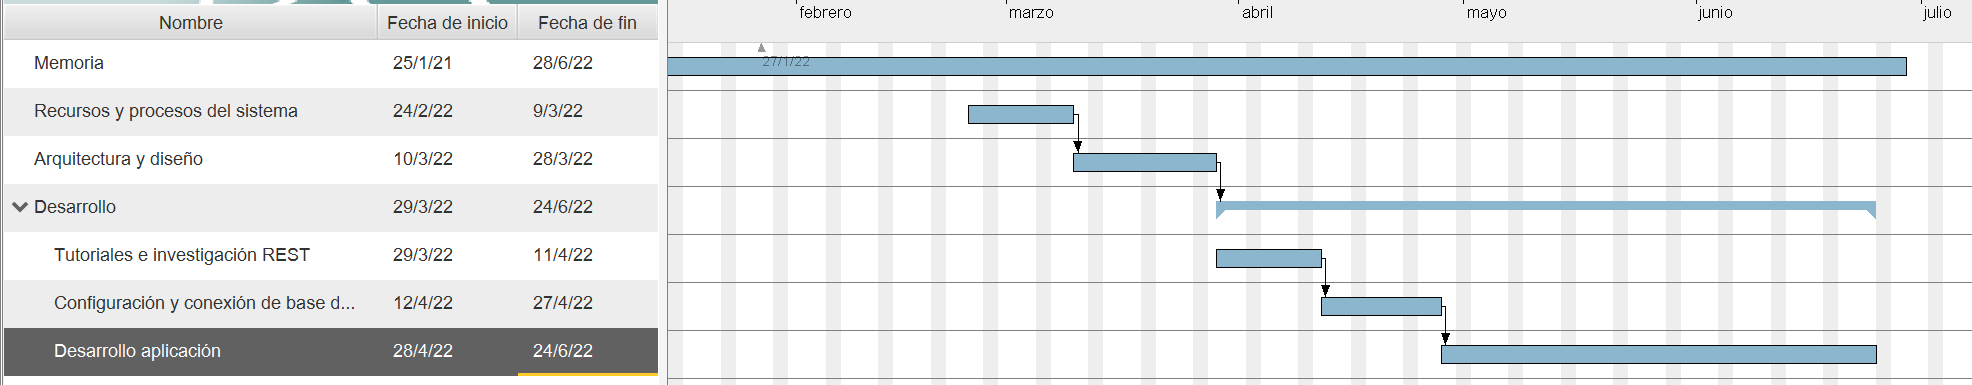 Nombre Fecha de inicio Fecha de fin
febrero marzo abril mayo junio julio
27/1/22
Memoria 25/1/21 28/6/22
Recursos y procesos del sistema 24/2/22 9/3/22
Arquitectura y diseño 10/3/22 28/3/22
Desarrollo 29/3/22 24/6/22
Tutoriales e investigación REST 29/3/22 11/4/22
Configuración y conexión de base d... 12/4/22 27/4/22
Desarrollo aplicación 28/4/22 24/6/22